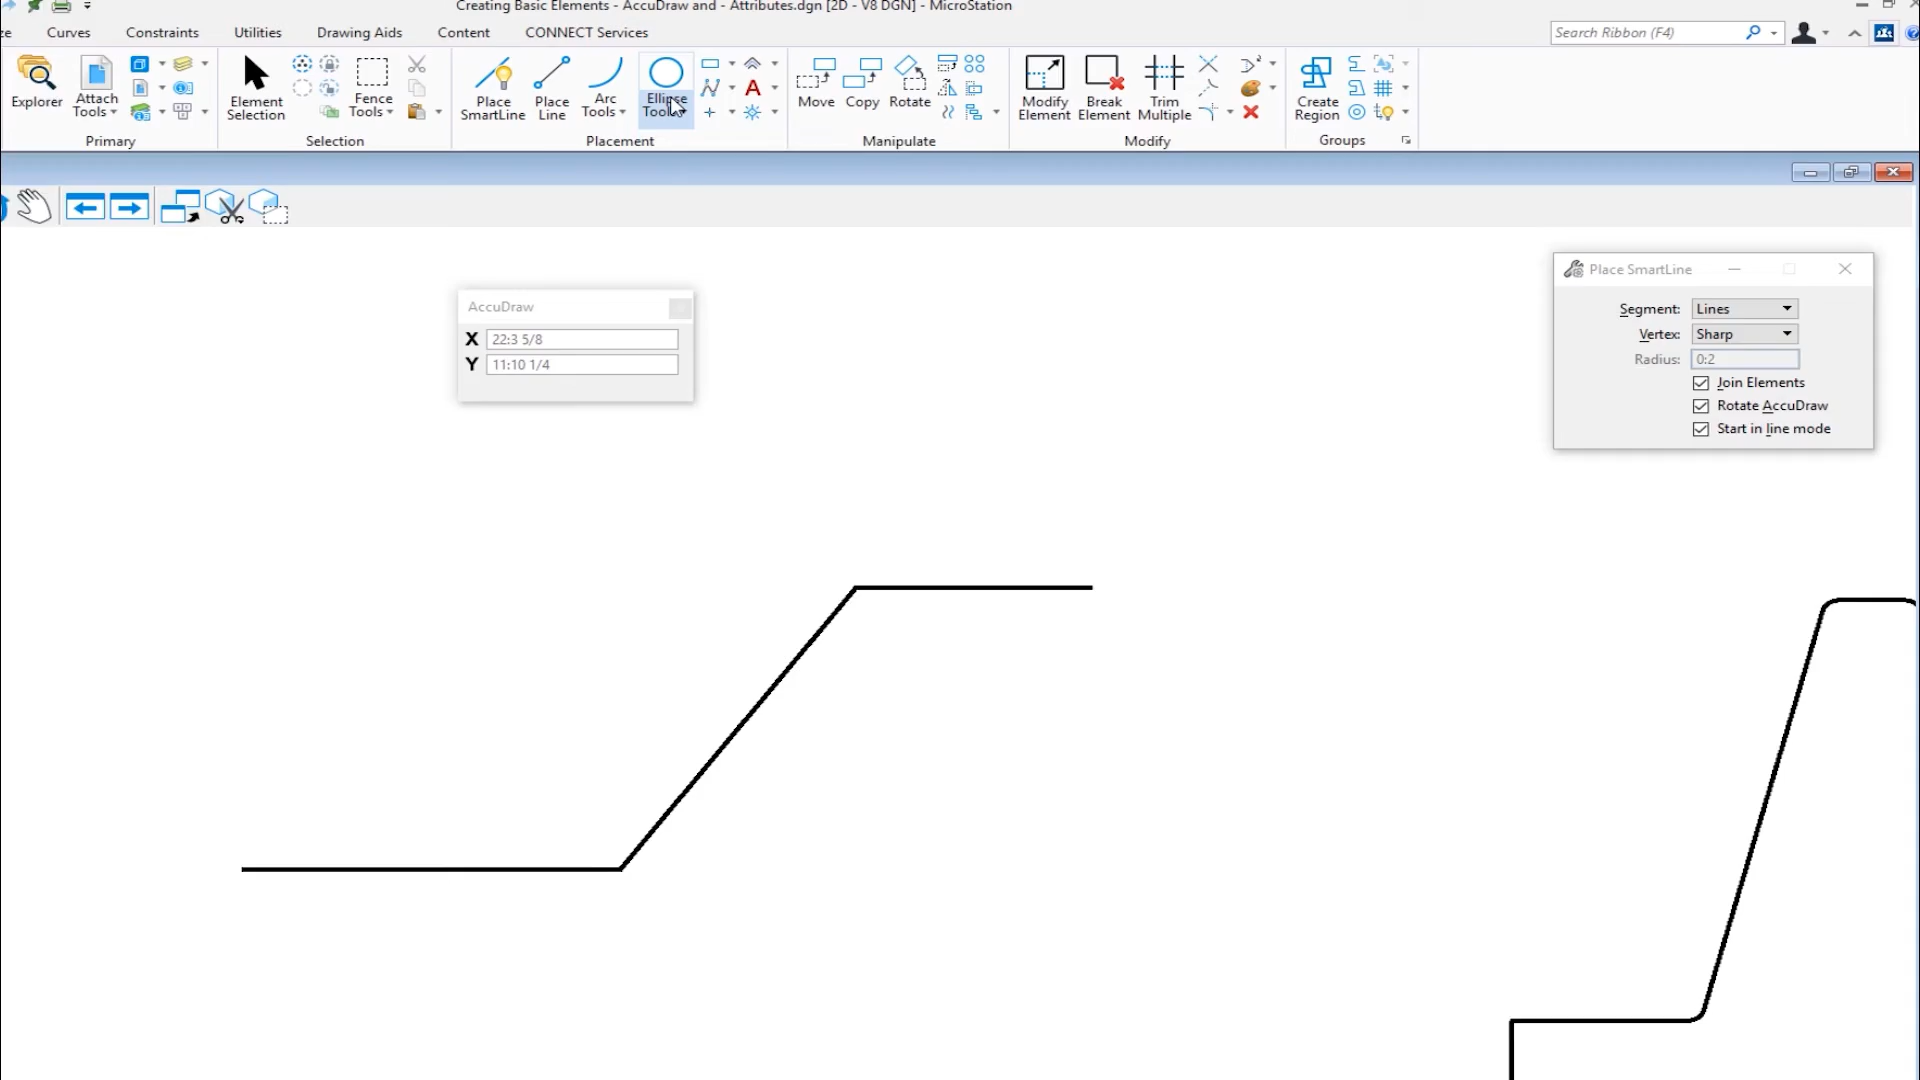 Creating Basic Elements - AccuDraw and - Attributes.dgn [2D - V8 DGN] - MicroStation
ze Curves Constraints Utilities Drawing Aids Content CONNECT Services Search Ribbon (F4)
Explorer
Attach
Tools
Element
Selection
Fence
Tools
Place
SmartLine
Place
Line
Arc
Tools
Ellipse
Tools
A
Move
Copy
Rotate
Modify
Element
Break
Element
Trim
Multiple
Create
Region
Primary Selection Placement Manipulate Modify Groups
AccuDraw
X 22:3 5/8
Y 11:10 1/4
Place SmartLine
Segment: Lines
Vertex: Sharp
Radius: 0:2
Join Elements
Rotate AccuDraw
Start in line mode